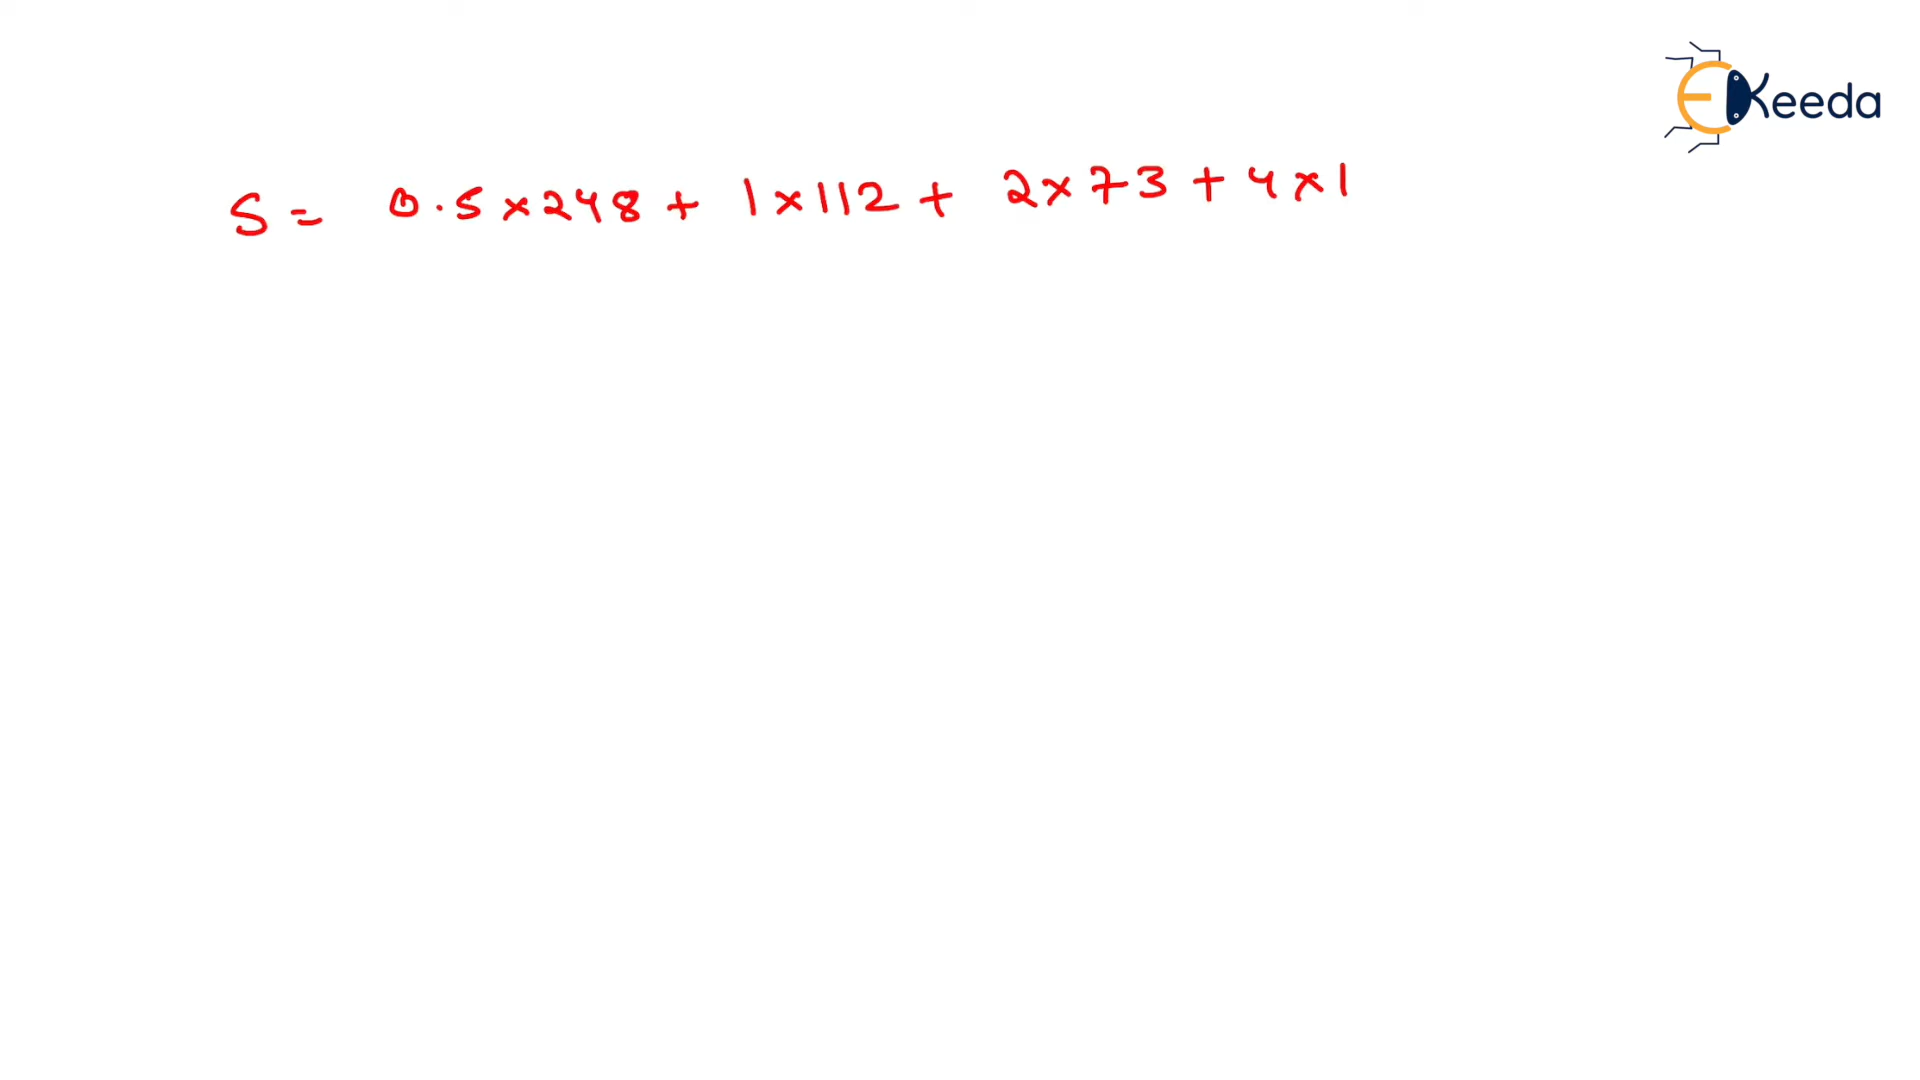 EKeeda
S = 0.5×248 + 1×112 + 2×73 + 4×1